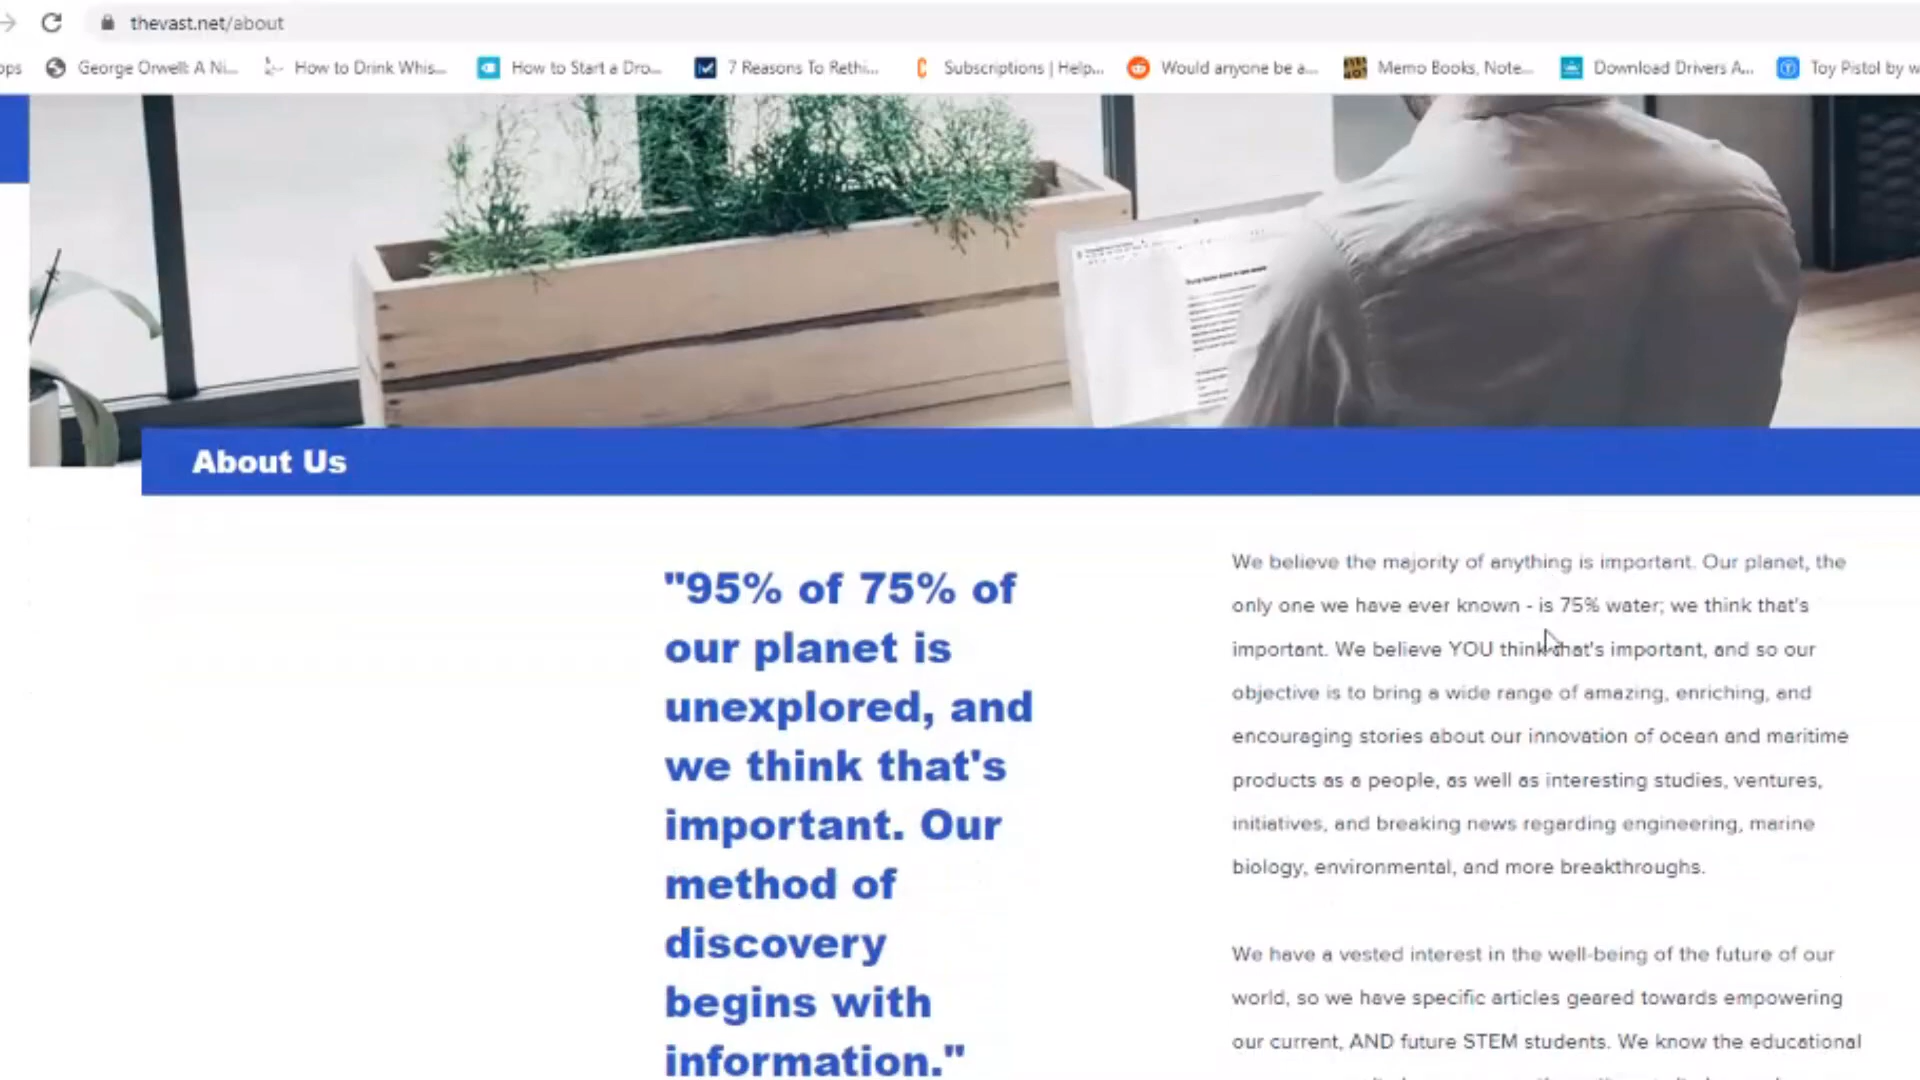 thevast.net/about
George Orwell: A Ni... How to Drink Whis... How to Start a Dro... 7 Reasons To Rethi... Subscriptions | Help... Would anyone be a... Memo Books, Note... Download Drivers A... Toy Pistol by w
About Us
"95% of 75% of
our planet is
unexplored, and
we think that's
important. Our
method of
discovery
begins with
information."
We believe the majority of anything is important. Our planet, the
only one we have ever known - is 75% water; we think that's
important. We believe YOU think that's important, and so our
objective is to bring a wide range of amazing, enriching, and
encouraging stories about our innovation of ocean and maritime
products as a people, as well as interesting studies, ventures,
initiatives, and breaking news regarding engineering, marine
biology, environmental, and more breakthroughs.
We have a vested interest in the well-being of the future of our
world, so we have specific articles geared towards empowering
our current, AND future STEM students. We know the educational